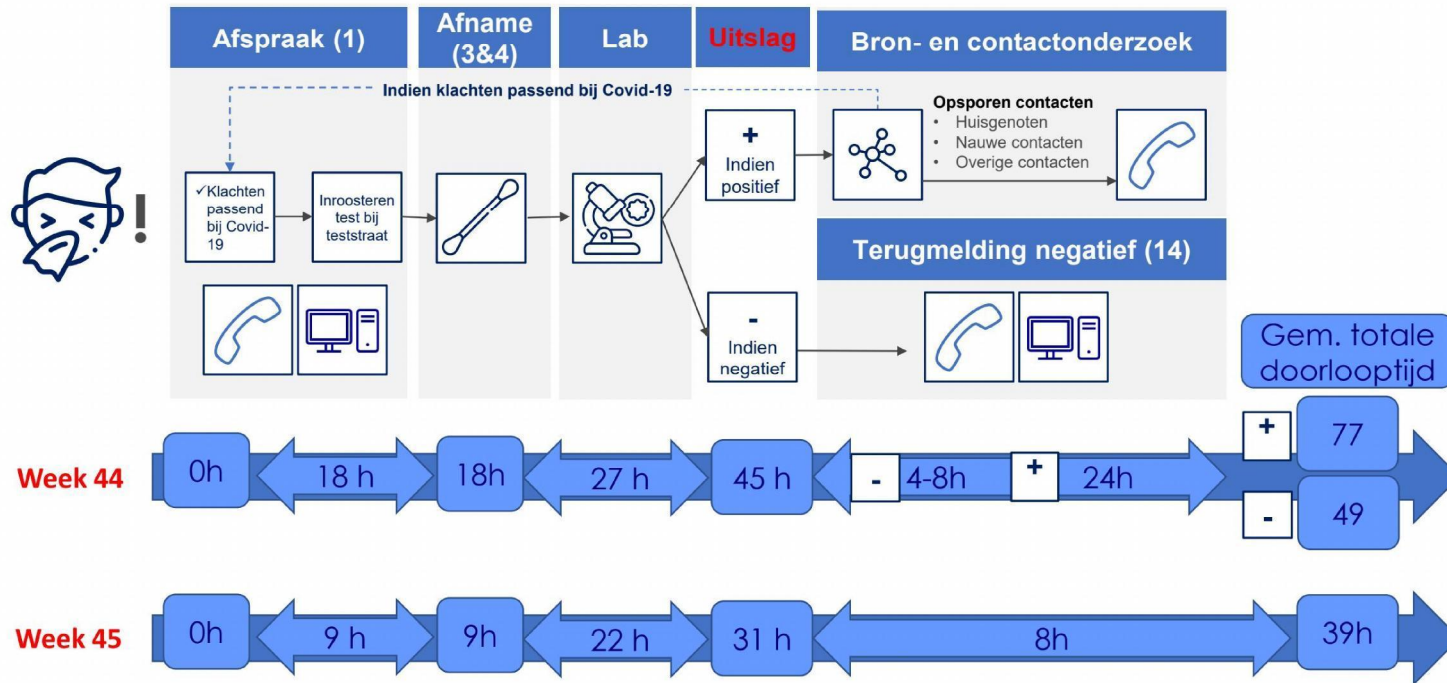 Afspraak (1)
Afname
(3&4)
Lab
Uitslag
Bron- en contactonderzoek
Indien klachten passend bij Covid-19
✓Klachten
passend
bij Covid-
19
Inroosteren
test bij
teststraat
+
Indien
positief
Opsporen contacten
• Huisgenoten
• Nauwe contacten
• Overige contacten
!
Terugmelding negatief (14)
-
Indien
negatief
Gem. totale
doorlooptijd
Week 44
0h
18 h
18h
27 h
45 h
-
4-8h
+
24h
+
77
-
49
Week 45
0h
9 h
9h
22 h
31 h
8h
39h